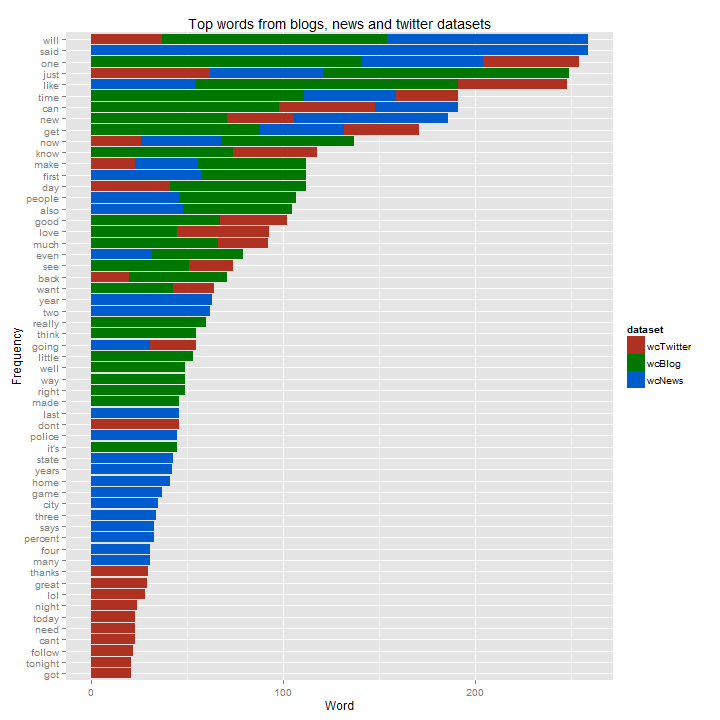 Top words from blogs, news and twitter datasets
will
said
one
just
like
time
can
new
get
now
know
make
first
day
people
also
good
love
much
even
see
back
want
year
two
really
think
going
little
well
way
right
made
last
dont
police
it's
state
years
home
game
city
three
says
percent
four
many
thanks
great
lol
night
today
need
cant
follow
tonight
got
Frequency
0 100 200
Word
dataset
wcTwitter
wcBlog
wcNews